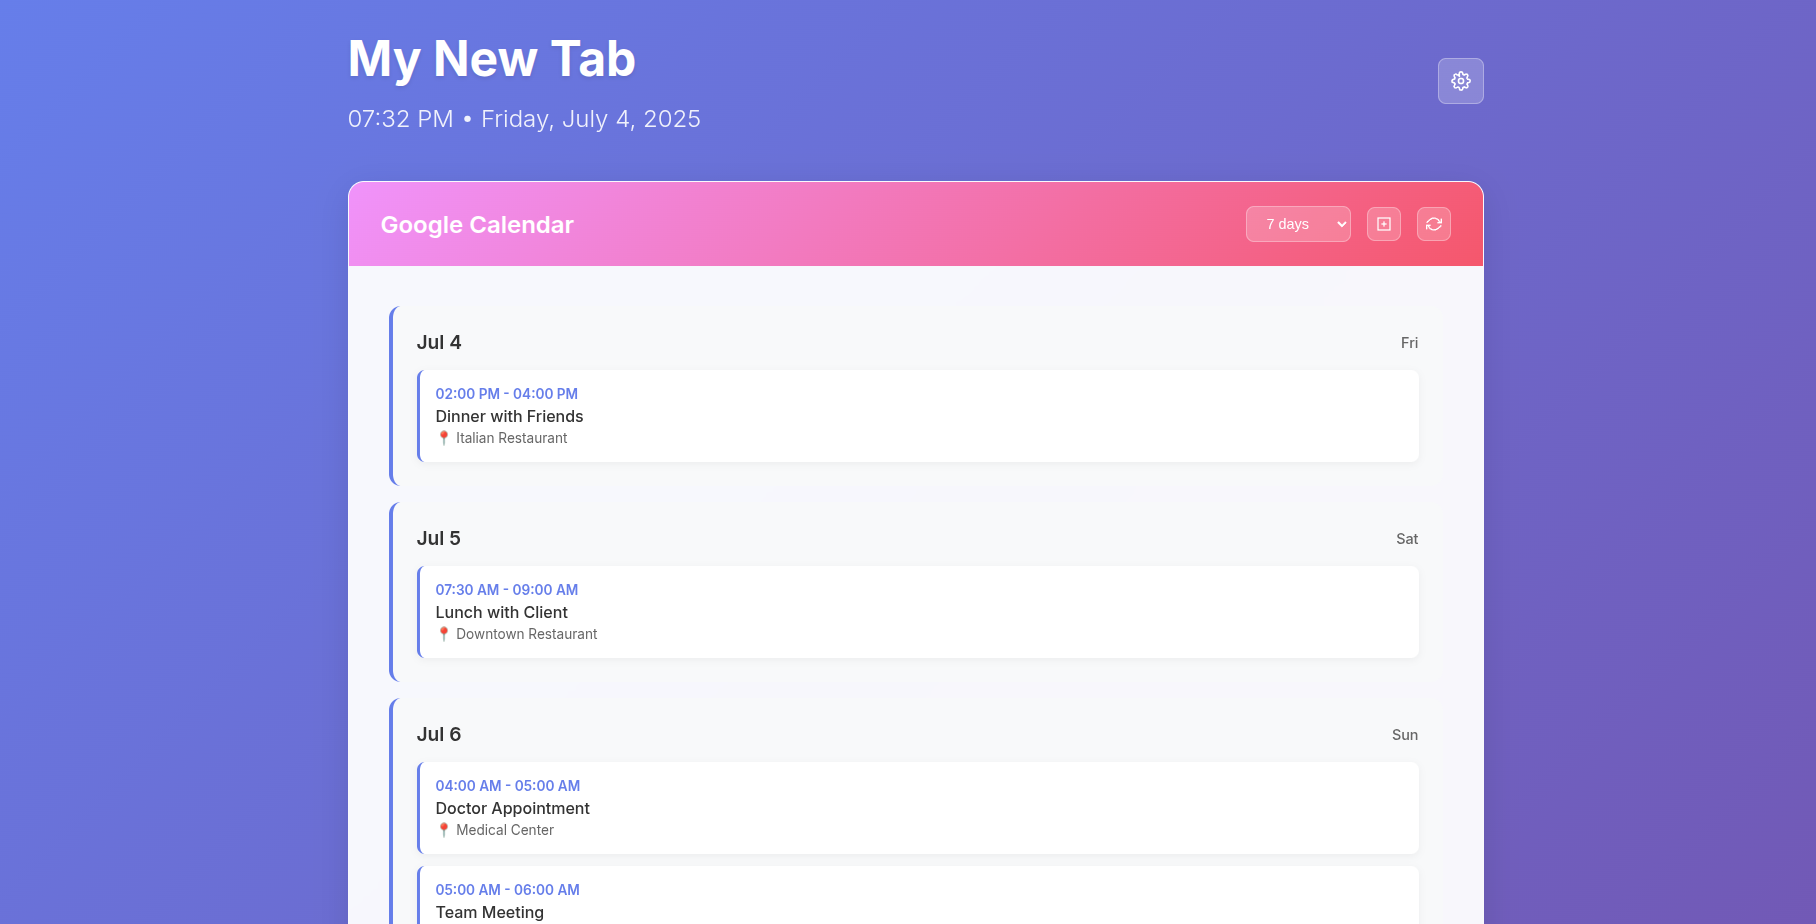 My New Tab
07:32 PM • Friday, July 4, 2025
Google Calendar
7 days
Jul 4
Fri
02:00 PM - 04:00 PM
Dinner with Friends
📍 Italian Restaurant
Jul 5
Sat
07:30 AM - 09:00 AM
Lunch with Client
📍 Downtown Restaurant
Jul 6
Sun
04:00 AM - 05:00 AM
Doctor Appointment
📍 Medical Center
05:00 AM - 06:00 AM
Team Meeting